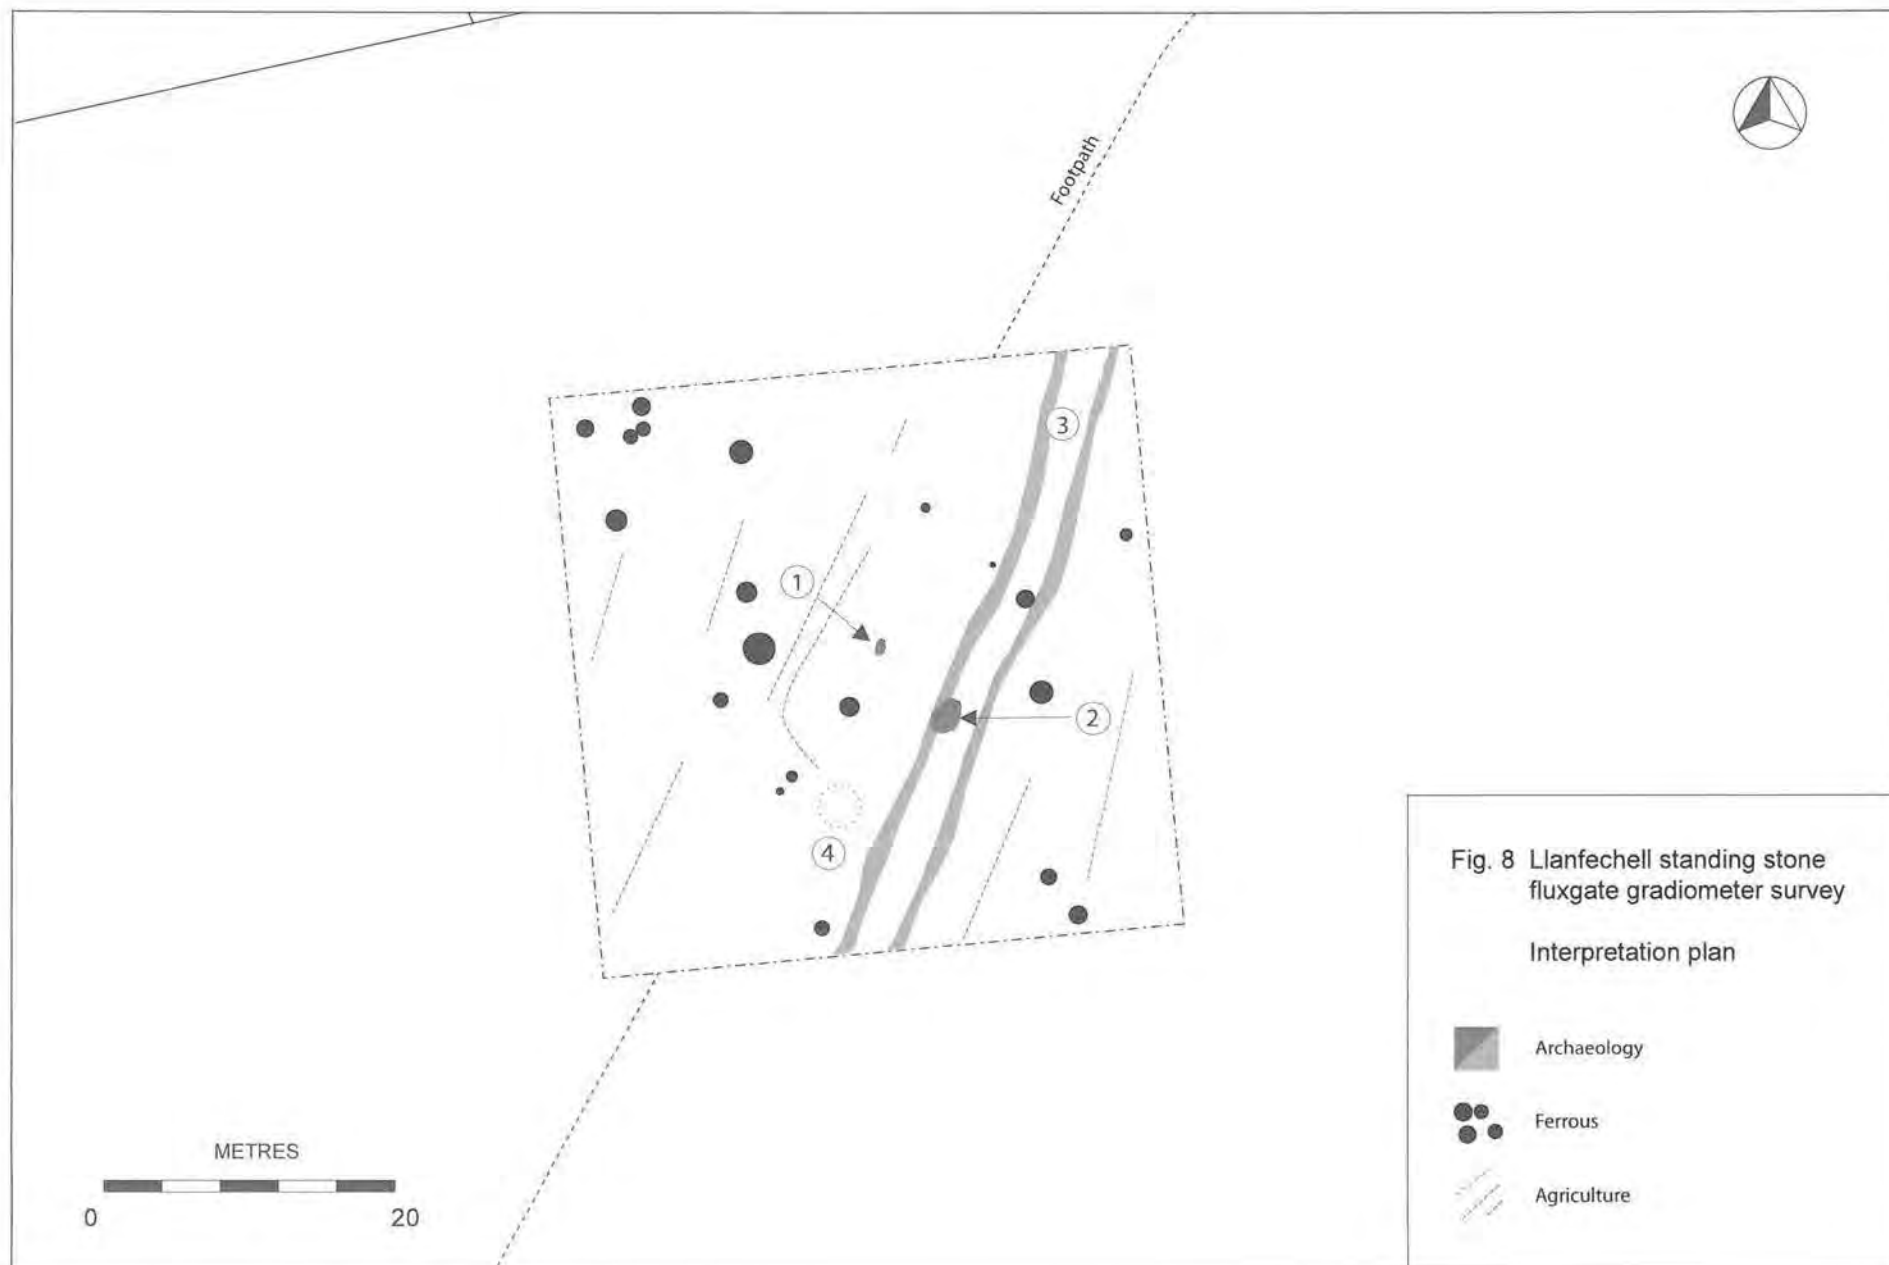 Footpath
3
1
2
4
METRES
0 20
Fig. 8 Llanfechell standing stone
fluxgate gradiometer survey
Interpretation plan
Archaeology
Ferrous
Agriculture